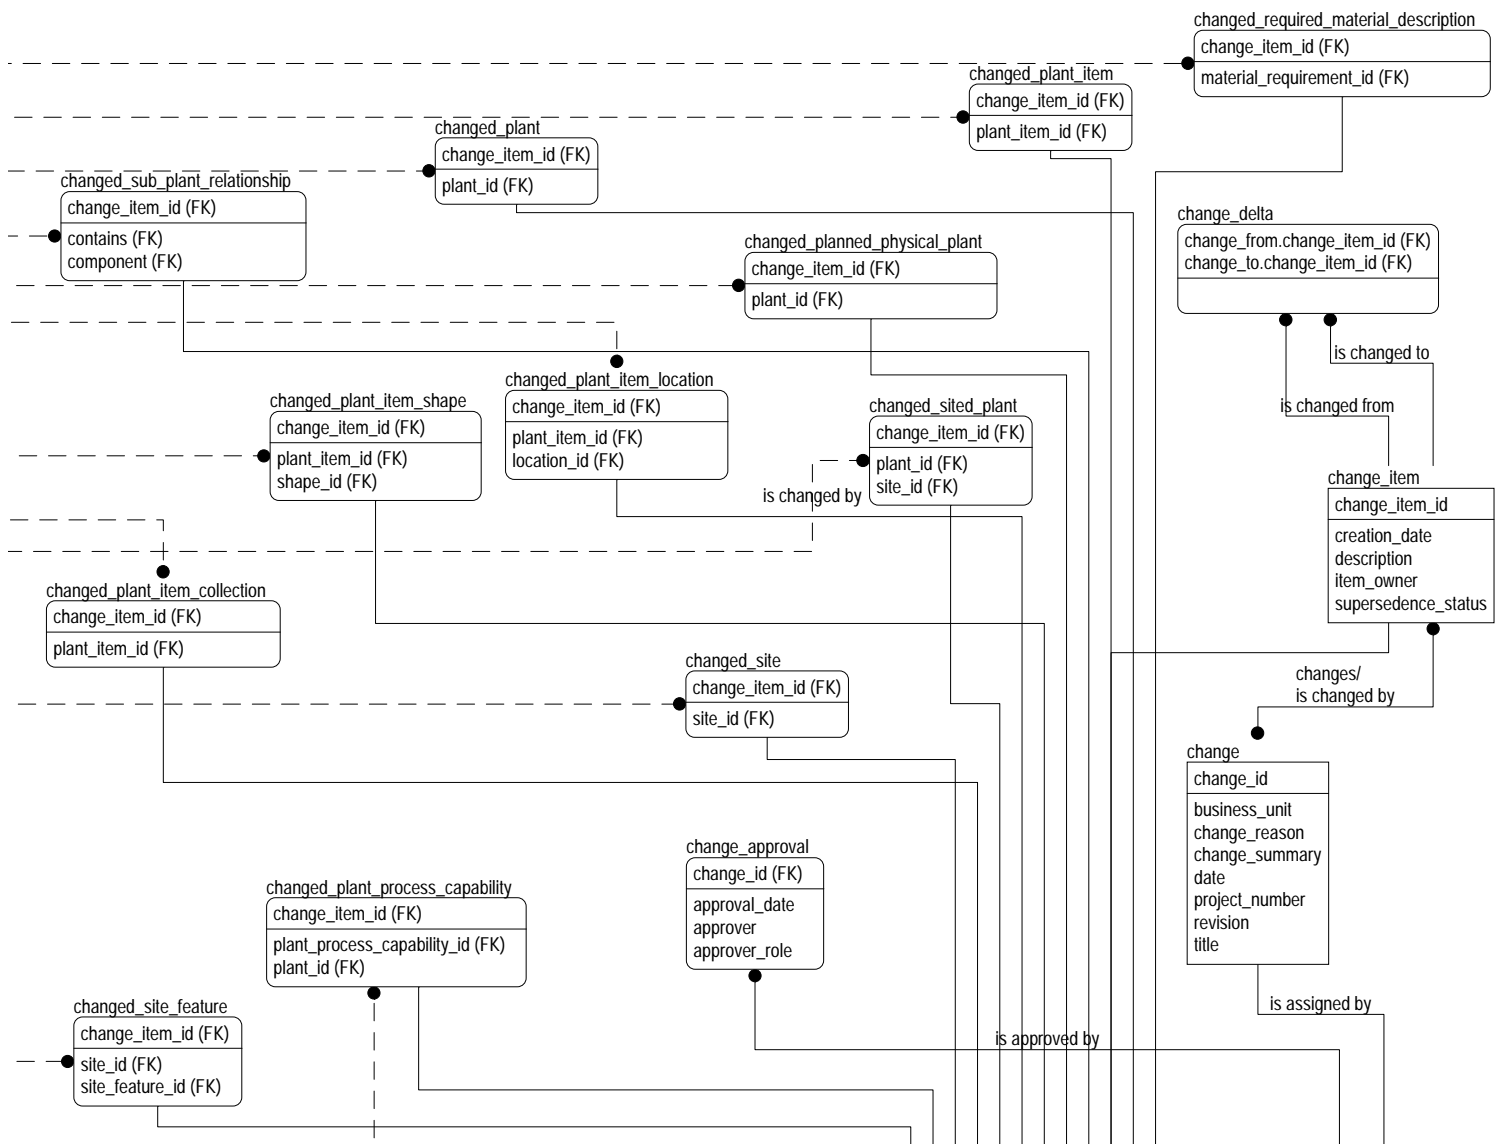 changed_required_material_description
change_item_id (FK)
material_requirement_id (FK)
changed_plant_item
change_item_id (FK)
plant_item_id (FK)
changed_plant
change_item_id (FK)
plant_id (FK)
changed_sub_plant_relationship
change_item_id (FK)
contains (FK)
component (FK)
change_delta
change_from.change_item_id (FK)
change_to.change_item_id (FK)
changed_planned_physical_plant
change_item_id (FK)
plant_id (FK)
is changed to
is changed from
changed_plant_item_location
change_item_id (FK)
plant_item_id (FK)
location_id (FK)
changed_plant_item_shape
change_item_id (FK)
plant_item_id (FK)
shape_id (FK)
changed_sited_plant
change_item_id (FK)
plant_id (FK)
site_id (FK)
is changed by
change_item
change_item_id
creation_date
description
item_owner
supersedence_status
changed_plant_item_collection
change_item_id (FK)
plant_item_id (FK)
changed_site
change_item_id (FK)
site_id (FK)
changes/
is changed by
change
change_id
business_unit
change_reason
change_summary
date
project_number
revision
title
change_approval
change_id (FK)
approval_date
approver
approver_role
changed_plant_process_capability
change_item_id (FK)
plant_process_capability_id (FK)
plant_id (FK)
changed_site_feature
change_item_id (FK)
site_id (FK)
site_feature_id (FK)
is assigned by
is approved by